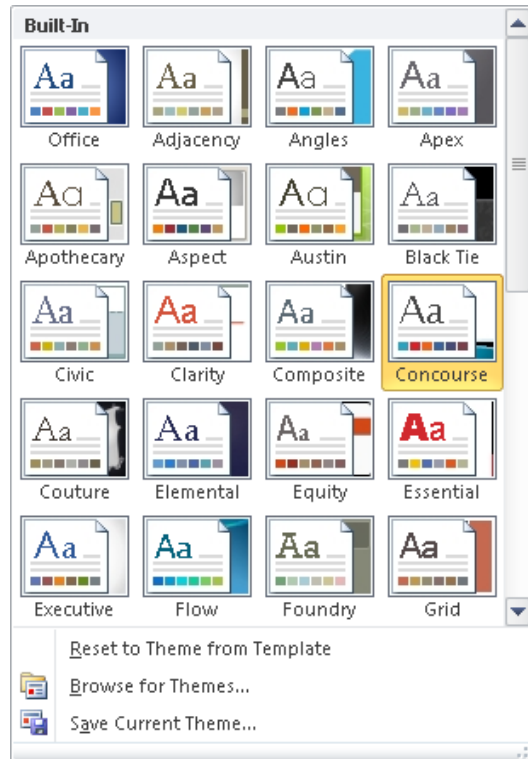 Built-In
Aa Aa Aa Aa
Office Adjacency Angles Apex
Aa Aa Aa Aa
Apothecary Aspect Austin Black Tie
Aa Aa Aa Aa
Civic Clarity Composite Concourse
Aa Aa Aa Aa
Couture Elemental Equity Essential
Aa Aa Aa Aa
Executive Flow Foundry Grid
Reset to Theme from Template
Browse for Themes...
Save Current Theme...